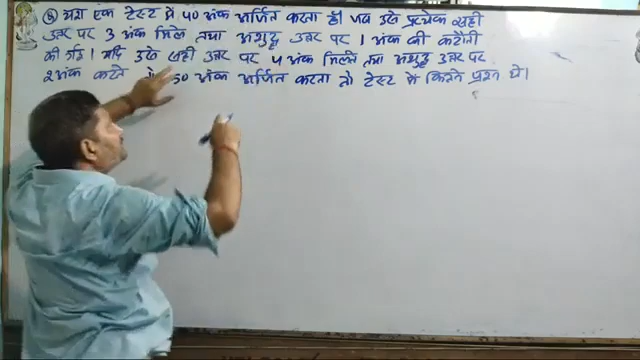 यश एक टेस्ट में 40 अंक अर्जित करता है। जब उसे प्रत्येक सही
उत्तर पर 3 अंक मिले तथा अशुद्ध उत्तर पर 1 अंक की कटौती
की गई। यदि उसे सही उत्तर पर 4 अंक मिलते तथा अशुद्ध उत्तर पर
2 अंक कटते 50 अंक अर्जित करता तो टेस्ट में कितने प्रश्न थे।